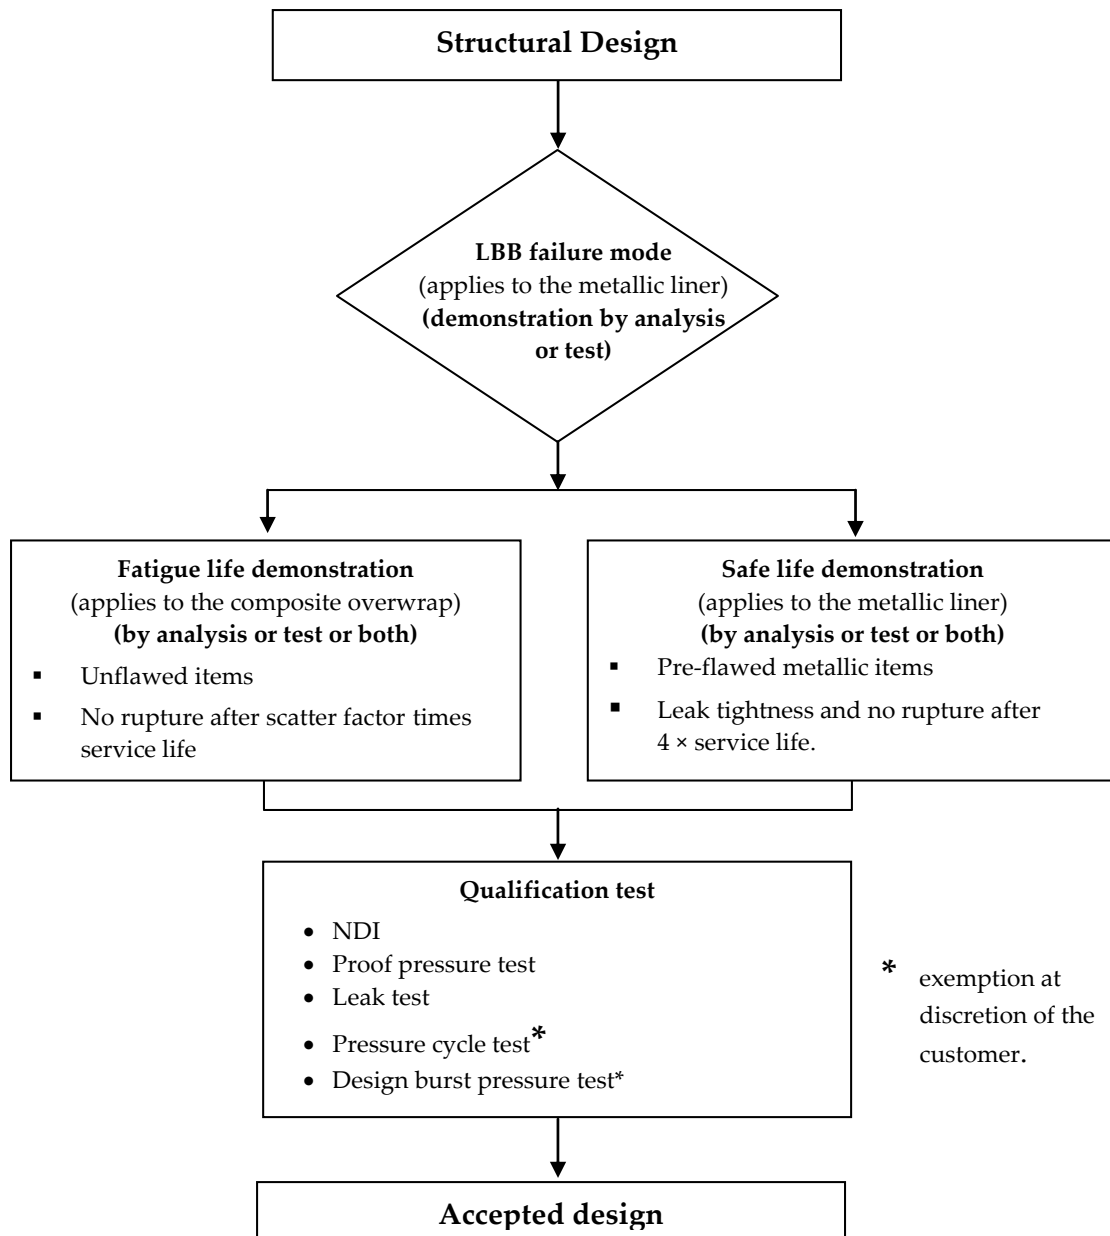 Structural Design
LBB failure mode
(applies to the metallic liner)
(demonstration by analysis
or test)
Fatigue life demonstration
(applies to the composite overwrap)
(by analysis or test or both)
▪ Unflawed items
▪ No rupture after scatter factor times
service life
Safe life demonstration
(applies to the metallic liner)
(by analysis or test or both)
▪ Pre-flawed metallic items
▪ Leak tightness and no rupture after
4 × service life.
Qualification test
• NDI
• Proof pressure test
• Leak test
• Pressure cycle test*
• Design burst pressure test*
* exemption at
discretion of the
customer.
Accepted design